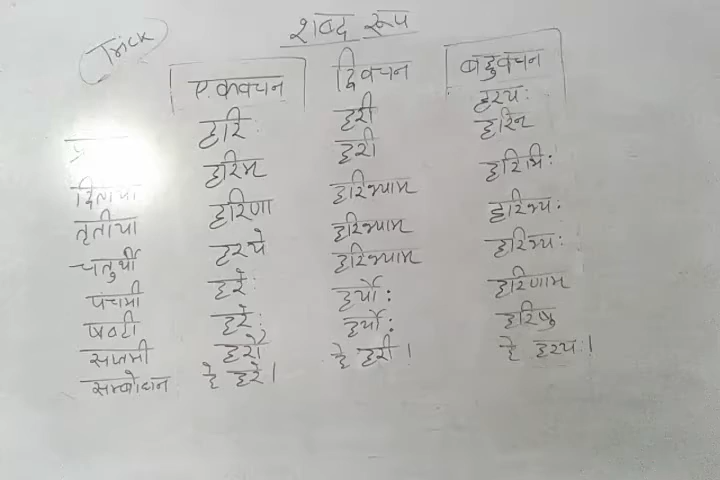 Trick
शब्द रूप
एकवचन द्विवचन बहुवचन
हरिः हरी हरयः
द्वितीया हरिम हरी हरिन
तृतीया हरिणा हरिभ्याम हरिभिः
चतुर्थी हरये हरिभ्याम हरिभ्यः
पंचमी हरेः हरिभ्याम हरिभ्यः
षष्टी हरेः हर्योः हरिणाम
सप्तमी हरौ हर्योः हरिषु
सम्बोधन हे हरे। हे हरी। हे हरयः।